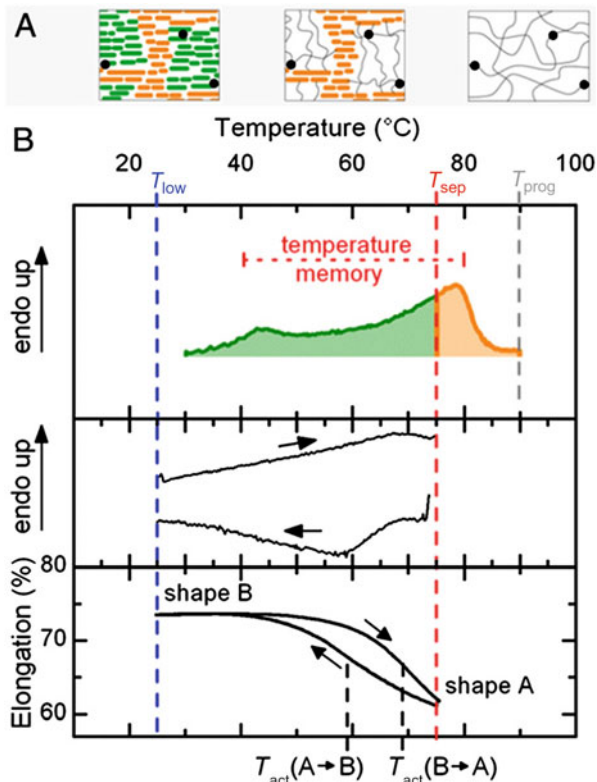 A
Temperature (°C)
B
20 40 60 80 100
T_low T_sep T_prog
temperature
memory
endo up
endo up
80
Elongation (%)
shape B
70
shape A
60
T_act(A→B) T_act(B→A)